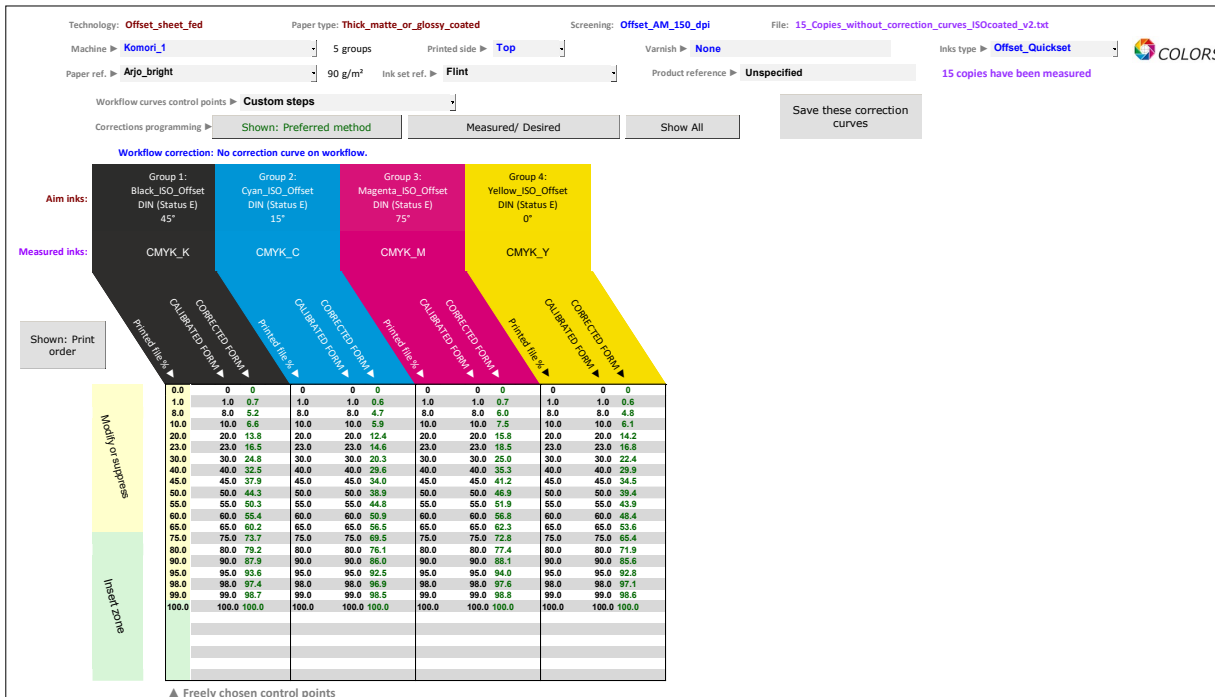 Technology: Offset_sheet_fed Paper type: Thick_matte_or_glossy_coated Screening: Offset_AM_150_dpi File: 15_Copies_without_correction_curves_ISOcoated_v2.txt
Machine ▶ Komori_1 5 groups Printed side ▶ Top Varnish ▶ None Inks type ▶ Offset_Quickset COLORS
Paper ref. ▶ Arjo_bright 90 g/m² Ink set ref. ▶ Flint Product reference ▶ Unspecified 15 copies have been measured
Workflow curves control points ▶ Custom steps
Save these correction
curves
Corrections programming ▶ Shown: Preferred method Measured/ Desired Show All
Workflow correction: No correction curve on workflow.
Aim inks:
Group 1:
Black_ISO_Offset
DIN (Status E)
45°
Group 2:
Cyan_ISO_Offset
DIN (Status E)
15°
Group 3:
Magenta_ISO_Offset
DIN (Status E)
75°
Group 4:
Yellow_ISO_Offset
DIN (Status E)
0°
Measured inks: CMYK_K CMYK_C CMYK_M CMYK_Y
Shown: Print
order
Printed file % ▼ CALIBRATED FORM ▼ CORRECTED FORM ▼ Printed file % ▼ CALIBRATED FORM ▼ CORRECTED FORM ▼ Printed file % ▼ CALIBRATED FORM ▼ CORRECTED FORM ▼ Printed file % ▼ CALIBRATED FORM ▼ CORRECTED FORM ▼
Modify or suppress
Insert zone
0.0 0 0 0 0 0 0 0 0 0 0 0
1.0 1.0 0.7 1.0 1.0 0.6 1.0 1.0 0.7 1.0 1.0 0.6
8.0 8.0 5.2 8.0 8.0 4.7 8.0 8.0 6.0 8.0 8.0 4.8
10.0 10.0 6.6 10.0 10.0 5.9 10.0 10.0 7.5 10.0 10.0 6.1
20.0 20.0 13.8 20.0 20.0 12.4 20.0 20.0 15.8 20.0 20.0 14.2
23.0 23.0 16.5 23.0 23.0 14.6 23.0 23.0 18.5 23.0 23.0 16.8
30.0 30.0 24.8 30.0 30.0 20.3 30.0 30.0 25.0 30.0 30.0 22.4
40.0 40.0 32.5 40.0 40.0 29.6 40.0 40.0 35.3 40.0 40.0 29.9
45.0 45.0 37.9 45.0 45.0 34.0 45.0 45.0 41.2 45.0 45.0 34.5
50.0 50.0 44.3 50.0 50.0 38.9 50.0 50.0 46.9 50.0 50.0 39.4
55.0 55.0 50.3 55.0 55.0 44.8 55.0 55.0 51.9 55.0 55.0 43.9
60.0 60.0 55.4 60.0 60.0 50.9 60.0 60.0 56.8 60.0 60.0 48.4
65.0 65.0 60.2 65.0 65.0 56.5 65.0 65.0 62.3 65.0 65.0 53.6
75.0 75.0 73.7 75.0 75.0 69.5 75.0 75.0 72.8 75.0 75.0 65.4
80.0 80.0 79.2 80.0 80.0 76.1 80.0 80.0 77.4 80.0 80.0 71.9
90.0 90.0 87.9 90.0 90.0 86.0 90.0 90.0 88.1 90.0 90.0 85.6
95.0 95.0 93.6 95.0 95.0 92.5 95.0 95.0 94.0 95.0 95.0 92.8
98.0 98.0 97.4 98.0 98.0 96.9 98.0 98.0 97.6 98.0 98.0 97.1
99.0 99.0 98.7 99.0 99.0 98.5 99.0 99.0 98.8 99.0 99.0 98.6
100.0 100.0 100.0 100.0 100.0 100.0 100.0 100.0 100.0 100.0 100.0 100.0
▲ Freely chosen control points